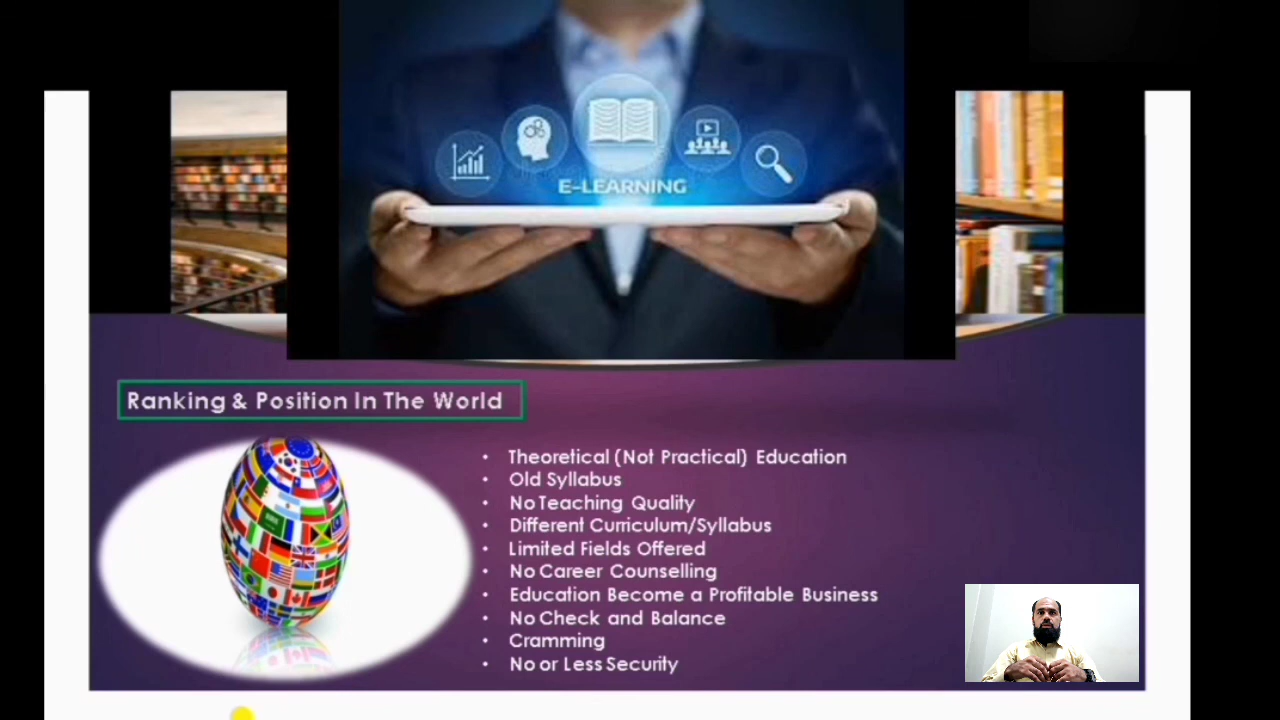 E-LEARNING
Ranking & Position In The World
• Theoretical (Not Practical) Education
• Old Syllabus
• No Teaching Quality
• Different Curriculum/Syllabus
• Limited Fields Offered
• No Career Counselling
• Education Become a Profitable Business
• No Check and Balance
• Cramming
• No or Less Security